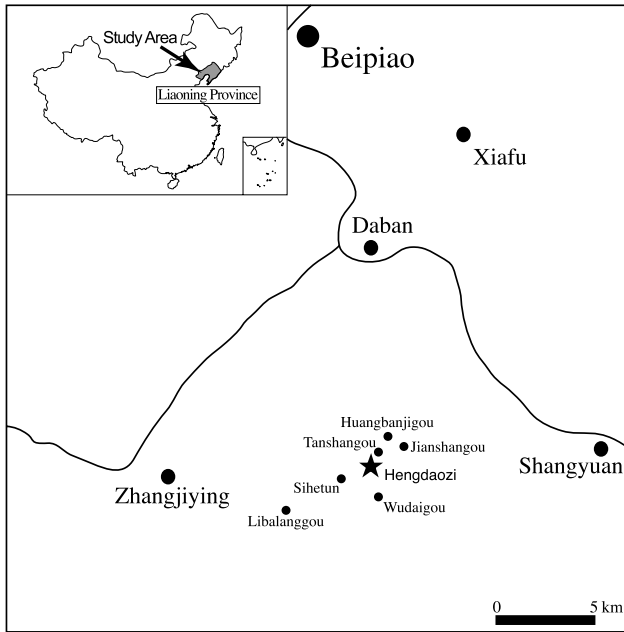 Study Area
Liaoning Province
Beipiao
Xiafu
Daban
Huangbanjigou
Tanshangou
Jianshangou
Hengdaozi
Shangyuan
Sihetun
Zhangjiying
Wudaigou
Libalanggou
0 5 km